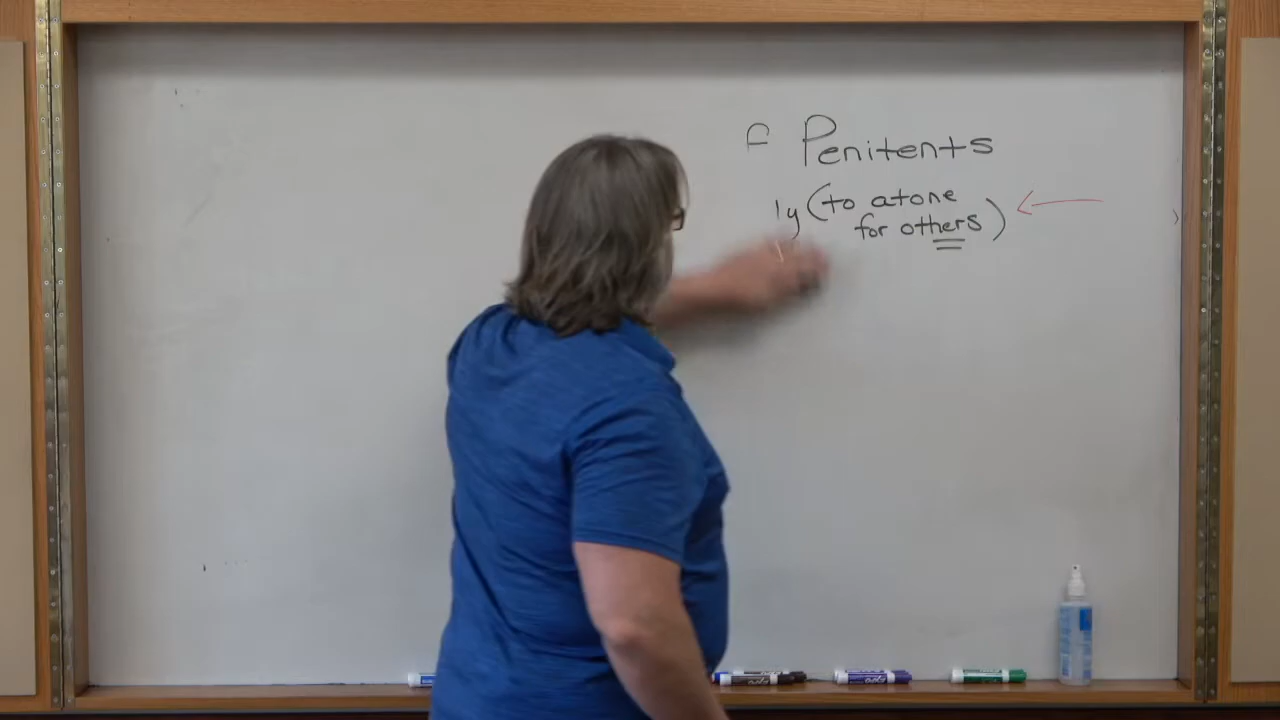 Penitents
ly (to atone
for others)